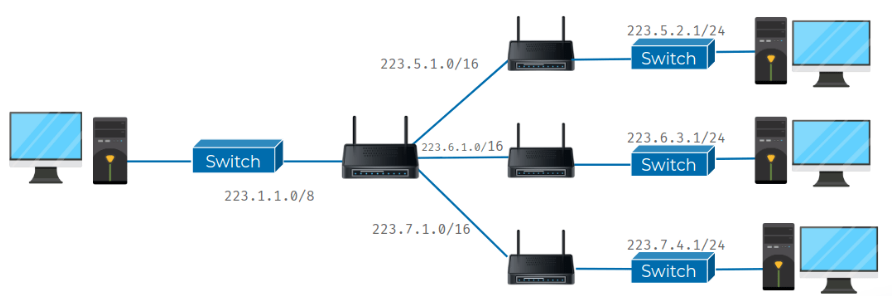 223.5.2.1/24
Switch
223.5.1.0/16
223.6.3.1/24
Switch
223.6.1.0/16
Switch
223.1.1.0/8
223.7.1.0/16
223.7.4.1/24
Switch